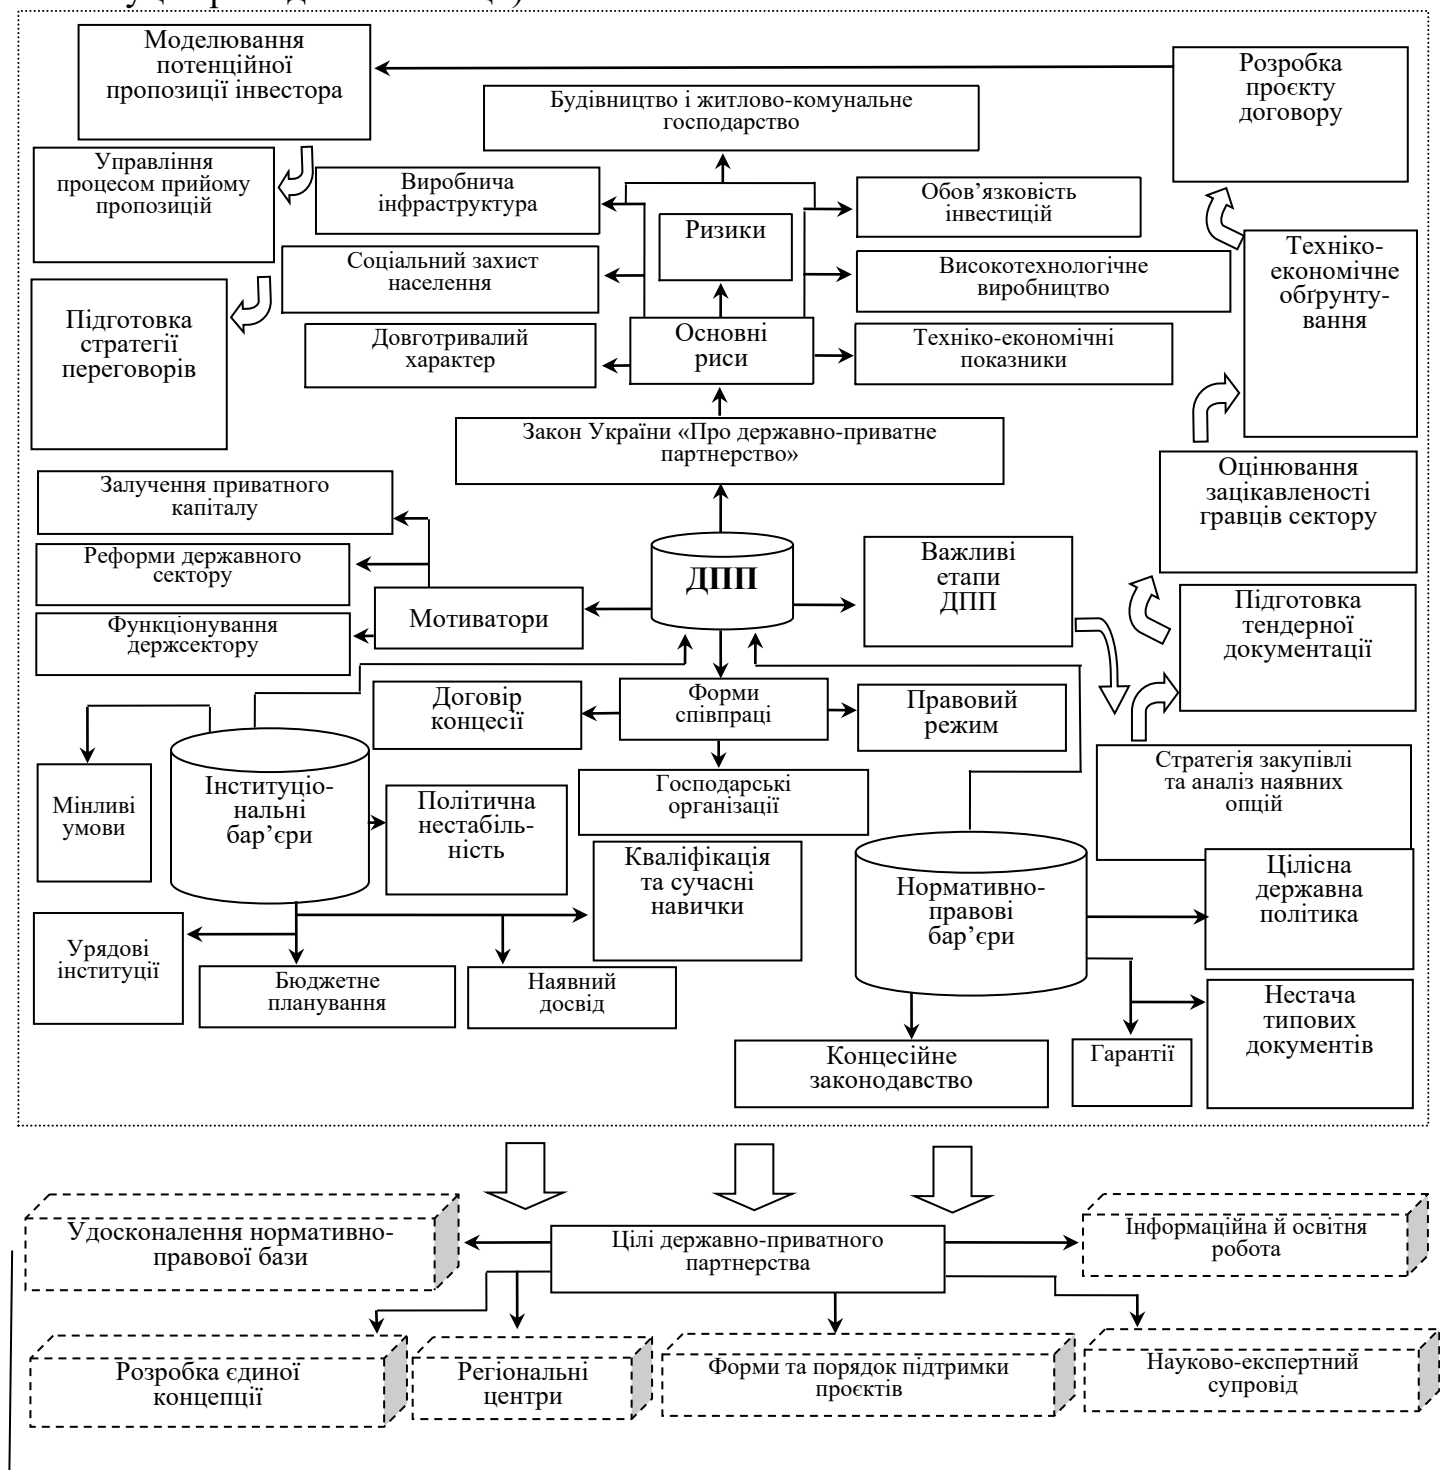 Моделювання
потенційної
пропозиції інвестора
Розробка
проєкту
договору
Будівництво і житлово-комунальне
господарство
Управління
процесом прийому
пропозицій
Виробнича
інфраструктура
Ризики
Обов’язковість
інвестицій
Техніко-
економічне
обґрунту-
вання
Соціальний захист
населення
Високотехнологічне
виробництво
Підготовка
стратегії
переговорів
Довготривалий
характер
Основні
риси
Техніко-економічні
показники
Закон України «Про державно-приватне
партнерство»
Оцінювання
зацікавленості
гравців сектору
Залучення приватного
капіталу
Реформи державного
сектору
ДПП
Важливі
етапи
ДПП
Мотиватори
Функціонування
держсектору
Підготовка
тендерної
документації
Договір
концесії
Форми
співпраці
Правовий
режим
Стратегія закупівлі
та аналіз наявних
опцій
Мінливі
умови
Інституціо-
нальні
бар’єри
Політична
нестабіль-
ність
Господарські
організації
Кваліфікація
та сучасні
навички
Нормативно-
правові
бар’єри
Цілісна
державна
політика
Урядові
інституції
Бюджетне
планування
Наявний
досвід
Нестача
типових
документів
Концесійне
законодавство
Гарантії
Удосконалення нормативно-
правової бази
Цілі державно-приватного
партнерства
Інформаційна й освітня
робота
Розробка єдиної
концепції
Регіональні
центри
Форми та порядок підтримки
проєктів
Науково-експертний
супровід